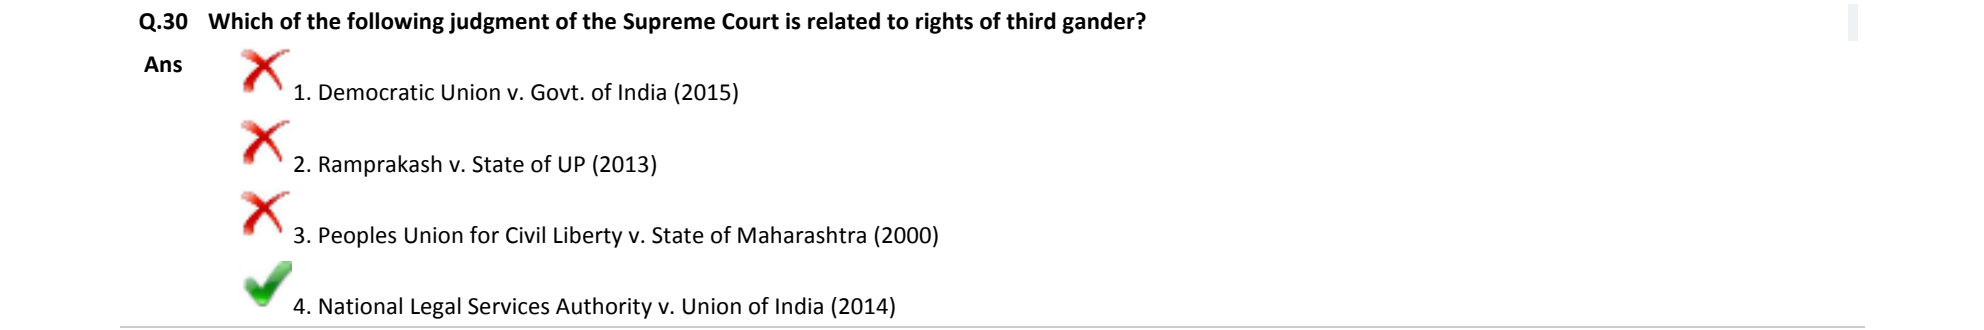 Q.30 Which of the following judgment of the Supreme Court is related to rights of third gander?
Ans
1. Democratic Union v. Govt. of India (2015)
2. Ramprakash v. State of UP (2013)
3. Peoples Union for Civil Liberty v. State of Maharashtra (2000)
4. National Legal Services Authority v. Union of India (2014)